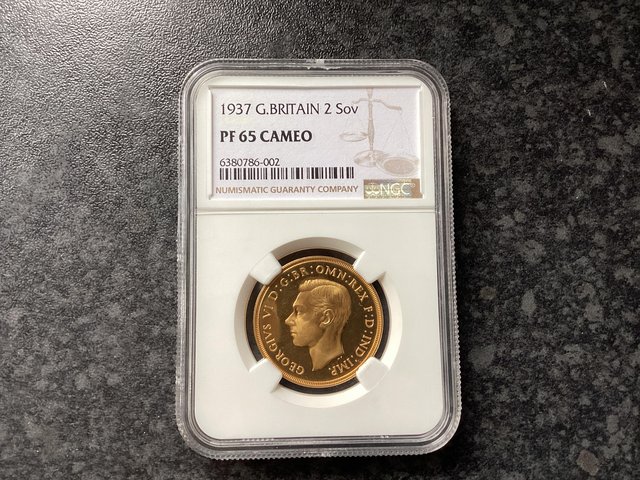 1937 G.BRITAIN 2 Sov
PF 65 CAMEO
6380786-002
NUMISMATIC GUARANTY COMPANY
NGC
GEORGIVS VI D:G:BR:OMN:REX F:D:IND:IMP.